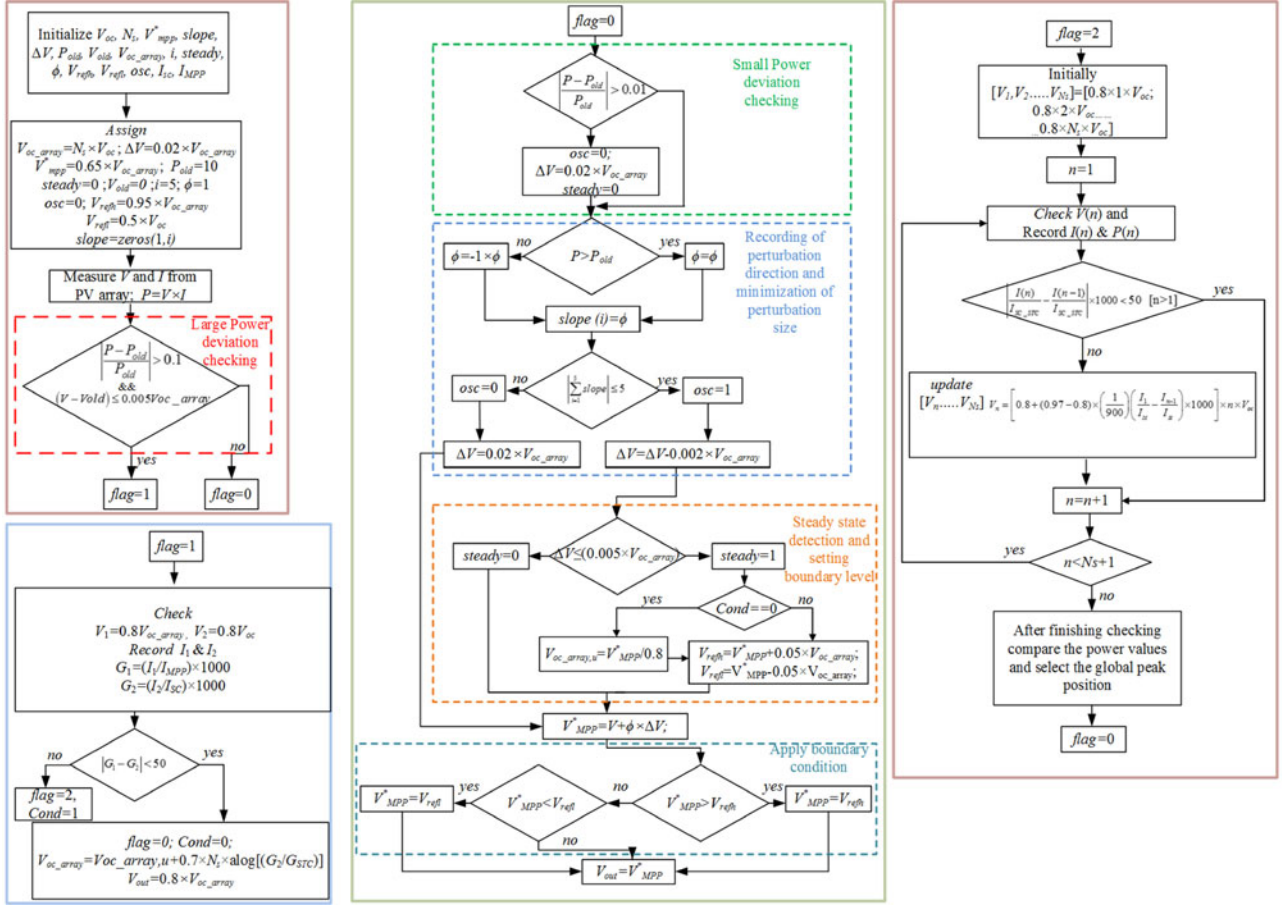 Initialize V_oc, N_s, V*_mpp, slope,
ΔV, P_old, V_old, V_oc_array, i, steady,
ϕ, V_refh, V_refl, osc, I_sc, I_MPP
Assign
V_oc_array=N_s×V_oc; ΔV=0.02×V_oc_array
V*_mpp=0.65×V_oc_array; P_old=10
steady=0 ;V_old=0 ;i=5; ϕ=1
osc=0; V_refh=0.95×V_oc_array
V_refl=0.5×V_oc
slope=zeros(1,i)
Measure V and I from
PV array; P=V×I
Large Power
deviation
checking
|(P−P_old)/P_old|>0.1
&&
(V−Vold)≤0.005Voc_array
yes
no
flag=1
flag=0
flag=1
Check
V_1=0.8V_oc_array, V_2=0.8V_oc
Record I_1 & I_2
G_1=(I_1/I_MPP)×1000
G_2=(I_2/I_SC)×1000
|G_1−G_2|<50
no
yes
flag=2,
Cond=1
flag=0; Cond=0;
V_oc_array=Voc_array,u+0.7×N_s×alog[(G_2/G_STC)]
V_out=0.8×V_oc_array
flag=0
Small Power
deviation
checking
|(P−P_old)/P_old|>0.01
osc=0;
ΔV=0.02×V_oc_array
steady=0
Recording of
perturbation
direction and
minimization of
perturbation
size
P>P_old
no
yes
ϕ=-1×ϕ
ϕ=ϕ
slope (i)=ϕ
|∑_{i=1}^{5} slope|≤5
no
yes
osc=0
osc=1
ΔV=0.02×V_oc_array
ΔV=ΔV-0.002×V_oc_array
Steady state
detection and
setting
boundary level
steady=0
ΔV≤(0.005×V_oc_array)
steady=1
yes
Cond==0
no
V_oc_array,u=V*_MPP/0.8
V_refh=V*_MPP+0.05×V_oc_array;
V_refl=V*_MPP-0.05×V_oc_array;
V*_MPP=V+ϕ×ΔV;
Apply boundary
condition
V*_MPP=V_refl
yes
V*_MPP<V_refl
no
V*_MPP>V_refh
yes
V*_MPP=V_refh
no
V_out=V*_MPP
flag=2
Initially
[V_1,V_2.....V_Ns]=[0.8×1×V_oc;
0.8×2×V_oc......
...0.8×N_s×V_oc]
n=1
Check V(n) and
Record I(n) & P(n)
|I(n)/I_SC_STC − I(n−1)/I_SC_STC|×1000<50 [n>1]
yes
no
update
[V_n.....V_Ns] V_n=[0.8+(0.97−0.8)×(1/900)(I_1/I_sc − I_n-1/I_sc)×1000]×n×V_oc
n=n+1
yes
n<Ns+1
no
After finishing checking
compare the power values
and select the global peak
position
flag=0